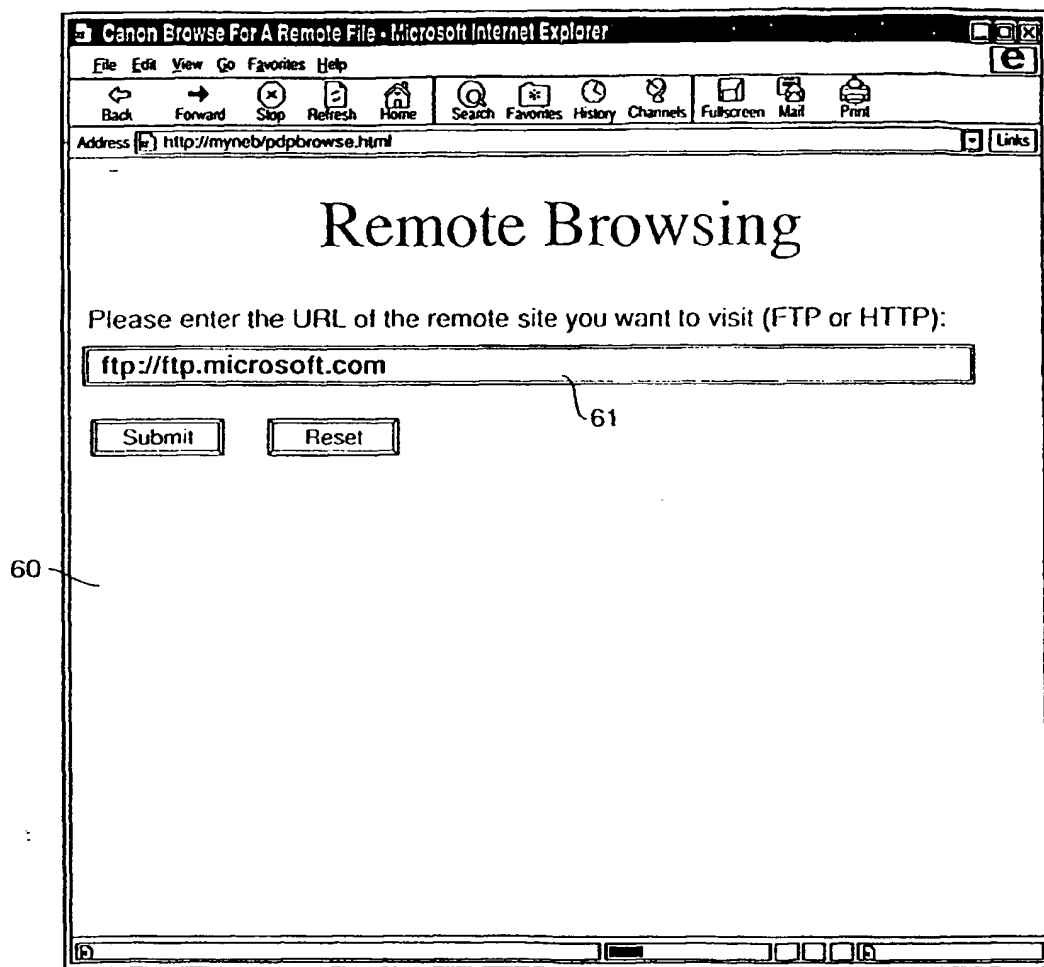 Canon Browse For A Remote File - Microsoft Internet Explorer
File Edit View Go Favorites Help
Back Forward Stop Refresh Home Search Favorites History Channels Fullscreen Mail Print
Address http://myneb/pdpbrowse.html Links
Remote Browsing
Please enter the URL of the remote site you want to visit (FTP or HTTP):
ftp://ftp.microsoft.com
61
Submit Reset
60